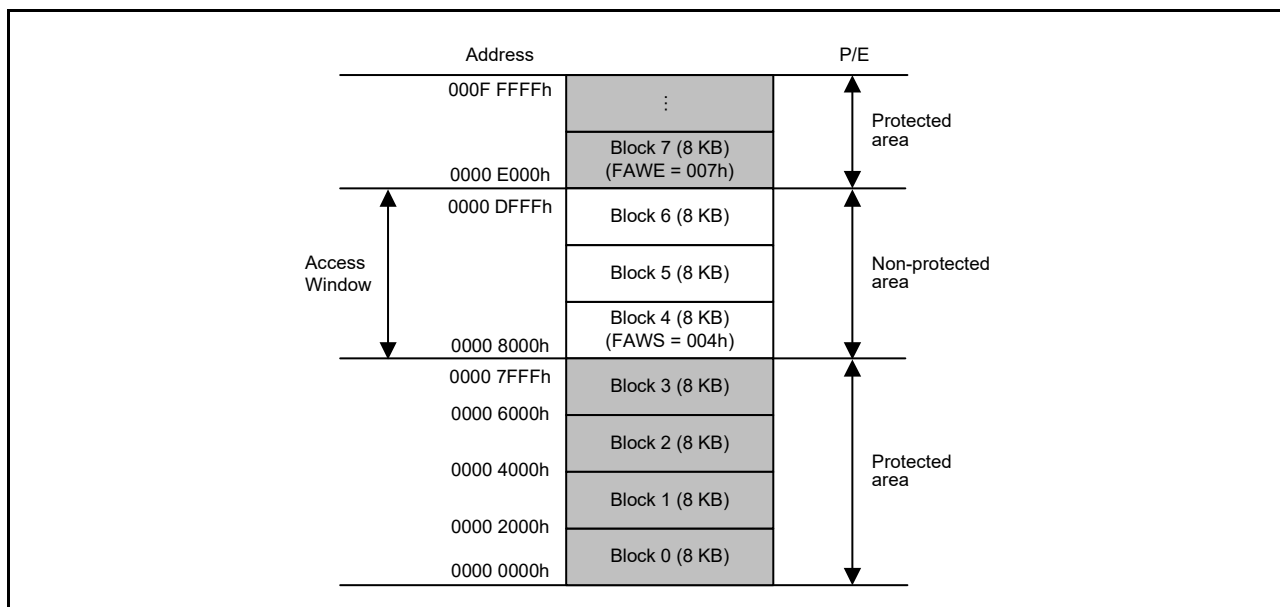 Address
P/E
000F FFFFh
⋮
Protected
area
Block 7 (8 KB)
(FAWE = 007h)
0000 E000h
0000 DFFFh
Block 6 (8 KB)
Access
Window
Block 5 (8 KB)
Non-protected
area
Block 4 (8 KB)
(FAWS = 004h)
0000 8000h
0000 7FFFh
Block 3 (8 KB)
0000 6000h
Block 2 (8 KB)
Protected
area
0000 4000h
Block 1 (8 KB)
0000 2000h
Block 0 (8 KB)
0000 0000h